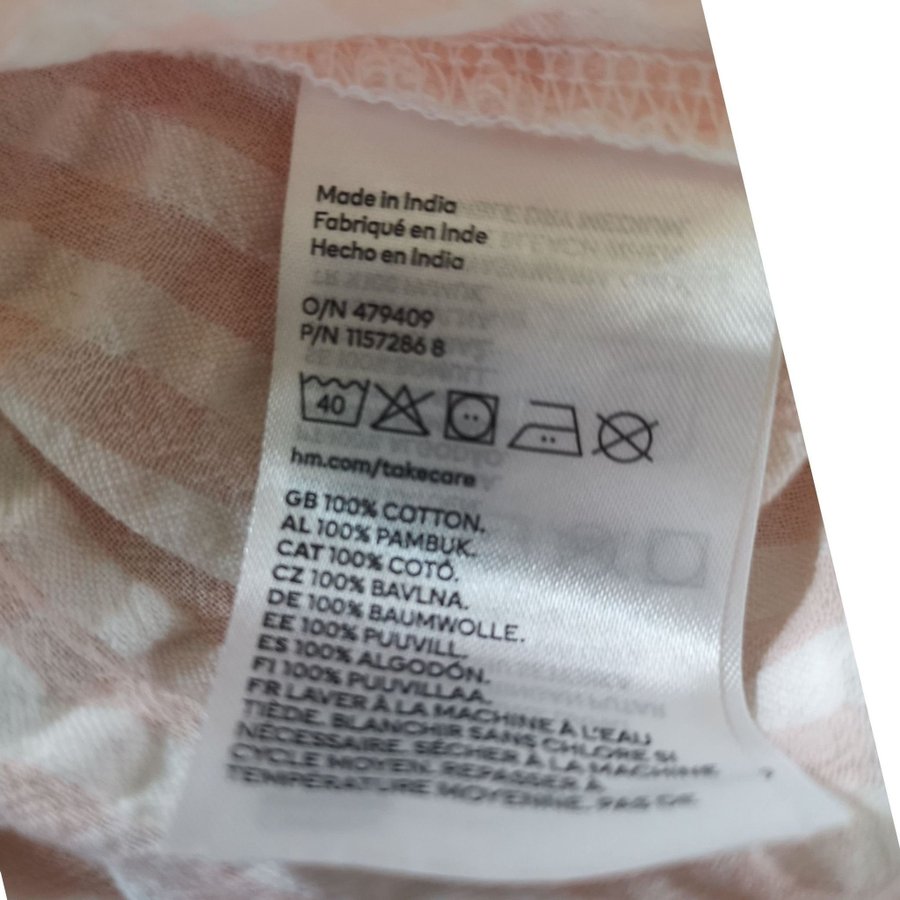 Made in India
Fabriqué en Inde
Hecho en India
O/N 479409
P/N 1157286 8
40
hm.com/takecare
GB 100% COTTON.
AL 100% PAMBUK.
CAT 100% COTÓ.
CZ 100% BAVLNA.
DE 100% BAUMWOLLE.
EE 100% PUUVILL.
ES 100% ALGODÓN.
FI 100% PUUVILLAA.
FR LAVER À LA MACHINE À L'EAU
TIÈDE. BLANCHIR SANS CHLORE SI
NÉCESSAIRE. SÉCHER À LA MACHINE
CYCLE MOYEN. REPASSER À
TEMPÉRATURE MOYENNE. PAS DE